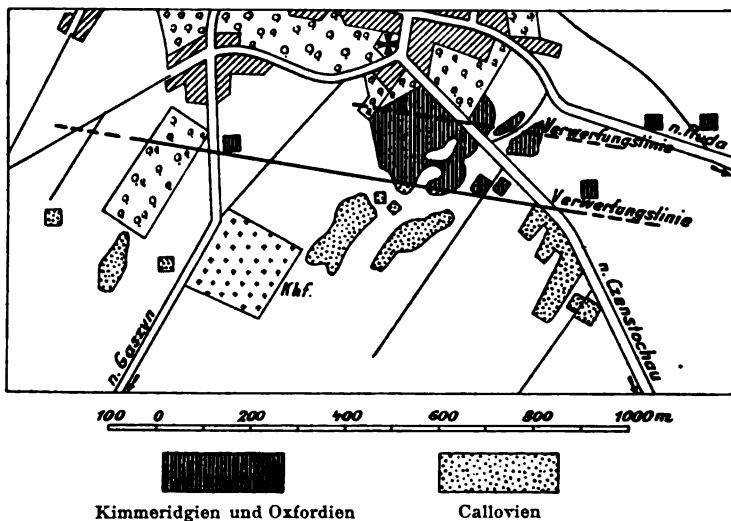 n. Ruda
Verwerfungslinie
Verwerfungslinie
Khf.
n. Gaszyn
n. Czenstochau
100 0 200 400 600 800 1000 m
Kimmeridgien und Oxfordien
Callovien